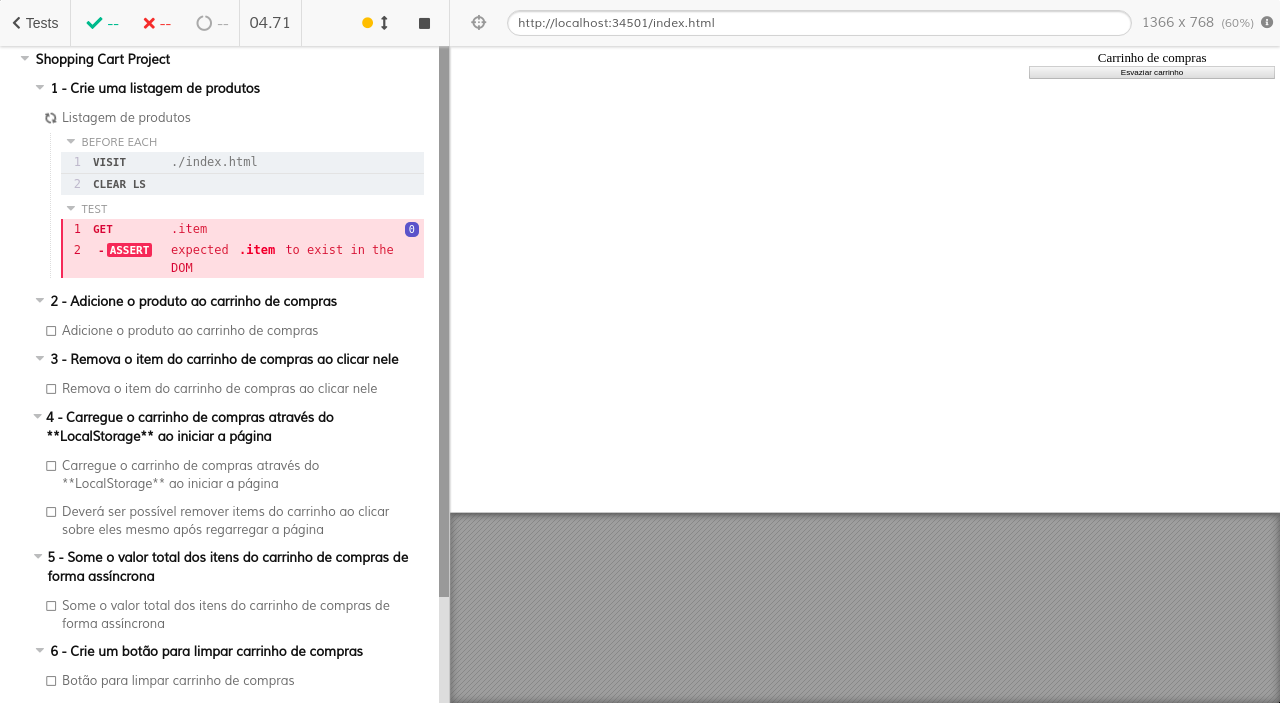 Tests -- -- -- 04.71
http://localhost:34501/index.html 1366 x 768 (60%)
Shopping Cart Project
1 - Crie uma listagem de produtos
Listagem de produtos
BEFORE EACH
1 VISIT ./index.html
2 CLEAR LS
TEST
1 GET .item 0
2 -ASSERT expected .item to exist in the
DOM
2 - Adicione o produto ao carrinho de compras
Adicione o produto ao carrinho de compras
3 - Remova o item do carrinho de compras ao clicar nele
Remova o item do carrinho de compras ao clicar nele
4 - Carregue o carrinho de compras através do
**LocalStorage** ao iniciar a página
Carregue o carrinho de compras através do
**LocalStorage** ao iniciar a página
Deverá ser possível remover items do carrinho ao clicar
sobre eles mesmo após regarregar a página
5 - Some o valor total dos itens do carrinho de compras de
forma assíncrona
Some o valor total dos itens do carrinho de compras de
forma assíncrona
6 - Crie um botão para limpar carrinho de compras
Botão para limpar carrinho de compras
Carrinho de compras
Esvaziar carrinho